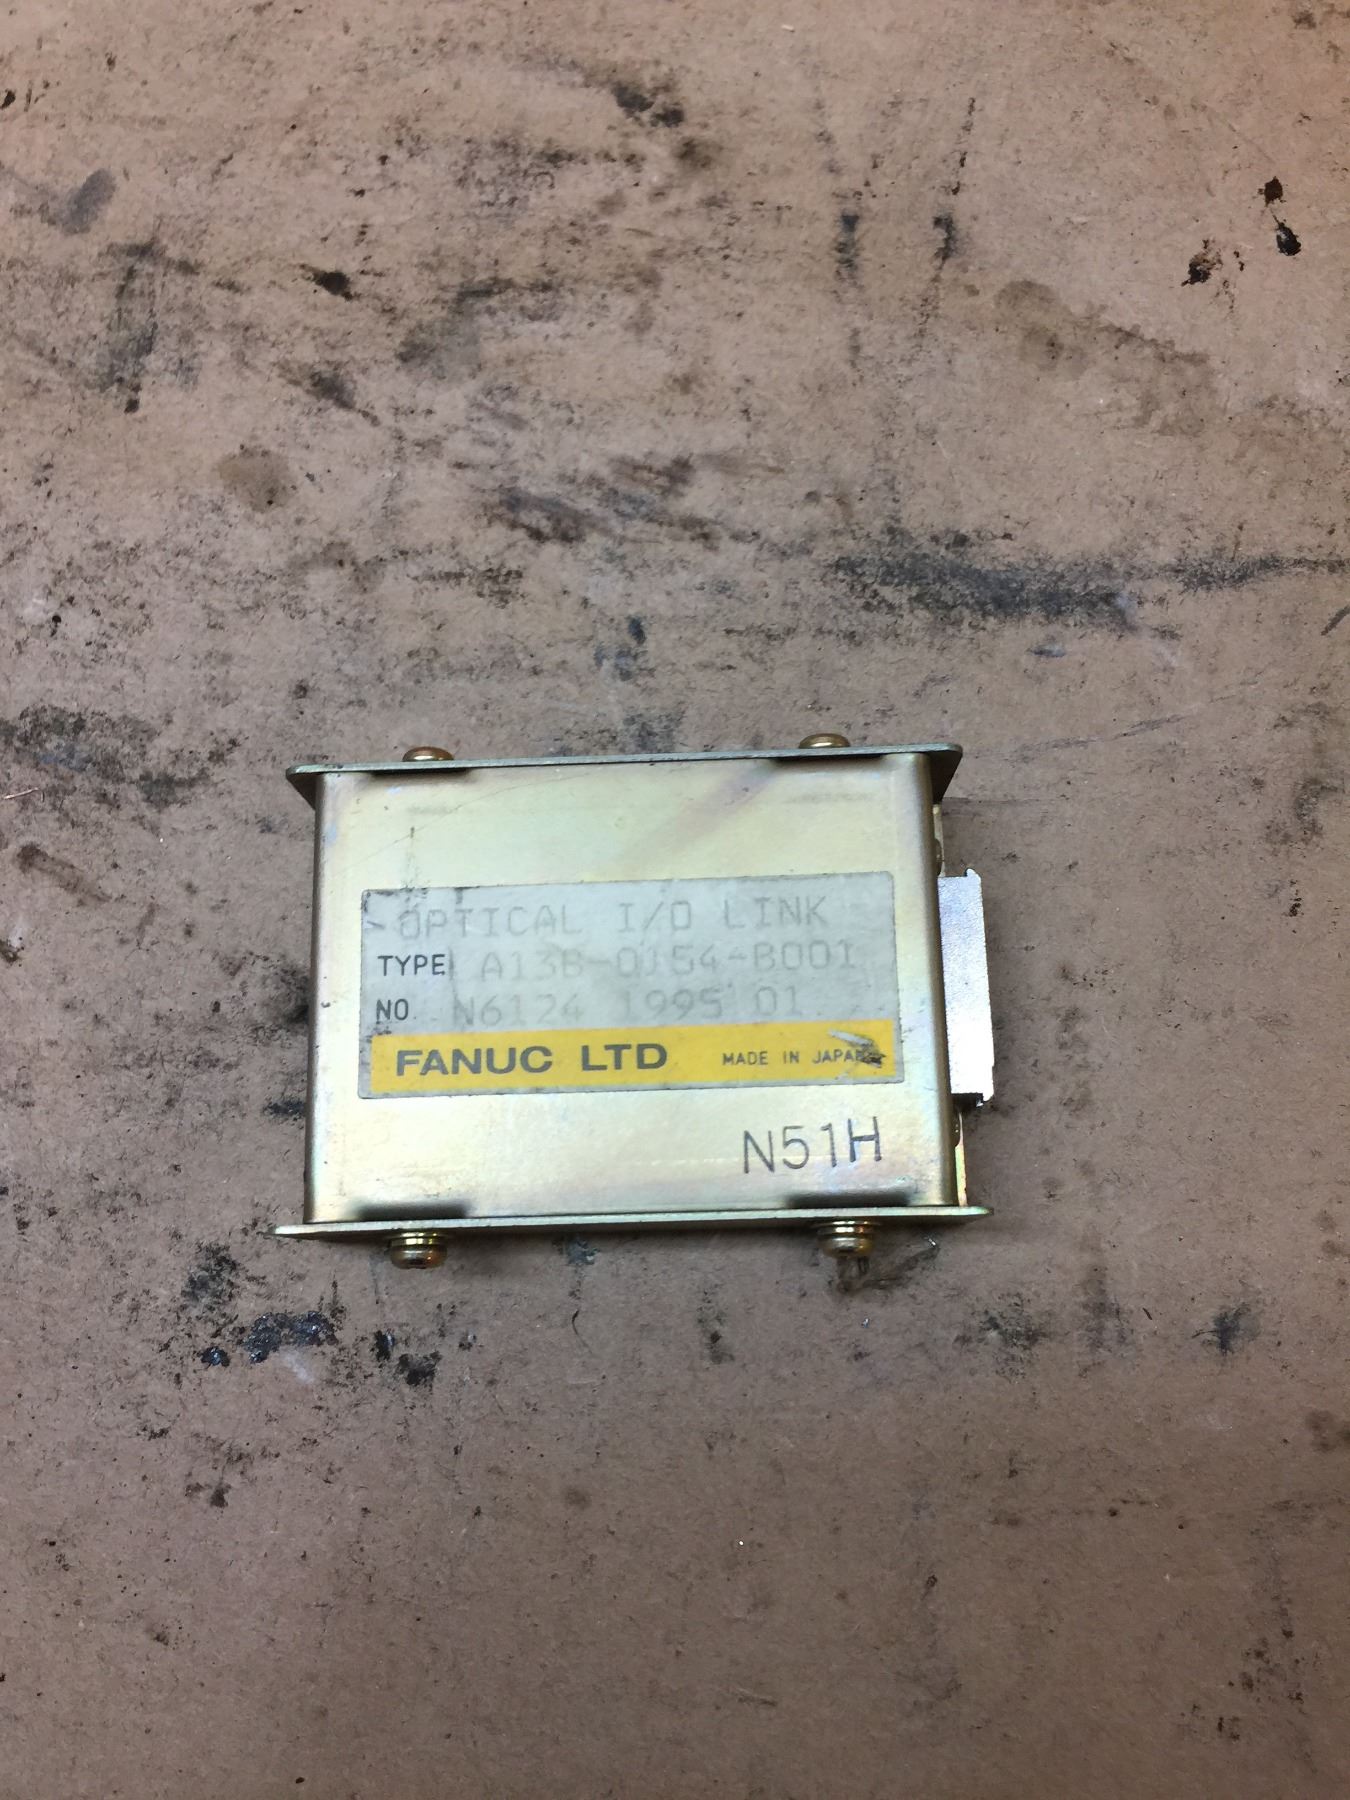 OPTICAL I/O LINK
TYPE A13B-0154-B001
NO. N6124 1995 01
FANUC LTD MADE IN JAPAN
N51H